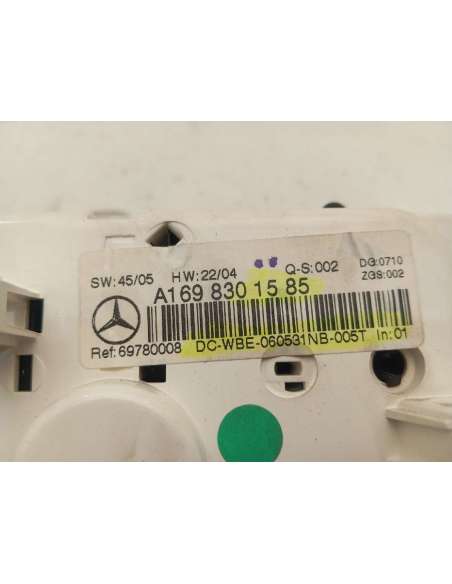 SW:45/05 HW:22/04 Q-S:002 DG:0710
ZGS:002
A169 830 15 85
Ref:69780008 DC-WBE-060531NB-005T In:01